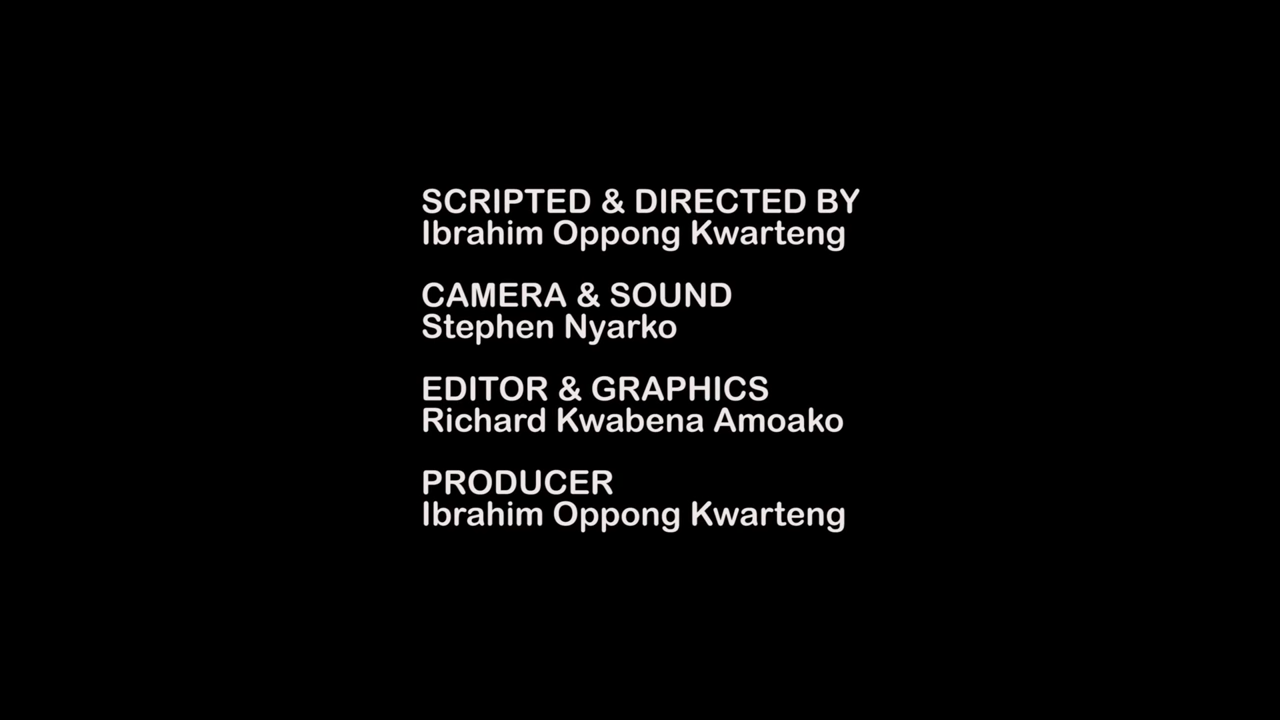 SCRIPTED & DIRECTED BY
Ibrahim Oppong Kwarteng
CAMERA & SOUND
Stephen Nyarko
EDITOR & GRAPHICS
Richard Kwabena Amoako
PRODUCER
Ibrahim Oppong Kwarteng